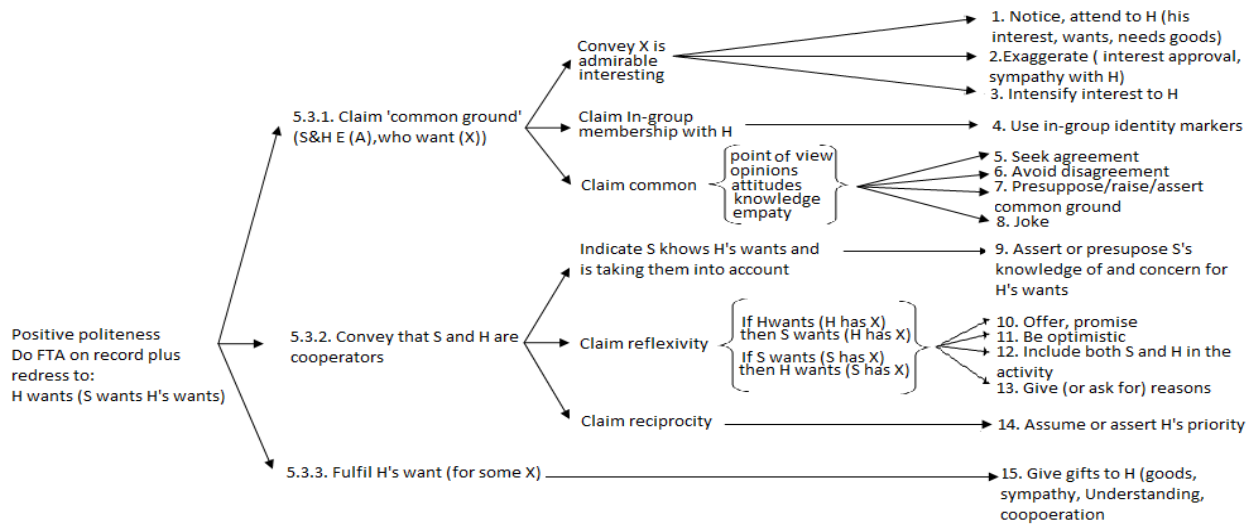 Positive politeness
Do FTA on record plus
redress to:
H wants (S wants H's wants)
5.3.1. Claim 'common ground'
(S&H E (A),who want (X))
Convey X is
admirable
interesting
1. Notice, attend to H (his
interest, wants, needs goods)
2.Exaggerate ( interest approval,
sympathy with H)
3. Intensify interest to H
Claim In-group
membership with H
4. Use in-group identity markers
Claim common
point of view
opinions
attitudes
knowledge
empaty
5. Seek agreement
6. Avoid disagreement
7. Presuppose/raise/assert
common ground
8. Joke
5.3.2. Convey that S and H are
cooperators
Indicate S khows H's wants and
is taking them into account
9. Assert or presupose S's
knowledge of and concern for
H's wants
Claim reflexivity
If Hwants (H has X)
then S wants (H has X)
If S wants (S has X)
then H wants (S has X)
10. Offer, promise
11. Be optimistic
12. Include both S and H in the
activity
13. Give (or ask for) reasons
Claim reciprocity
14. Assume or assert H's priority
5.3.3. Fulfil H's want (for some X)
15. Give gifts to H (goods,
sympathy, Understanding,
coopoeration